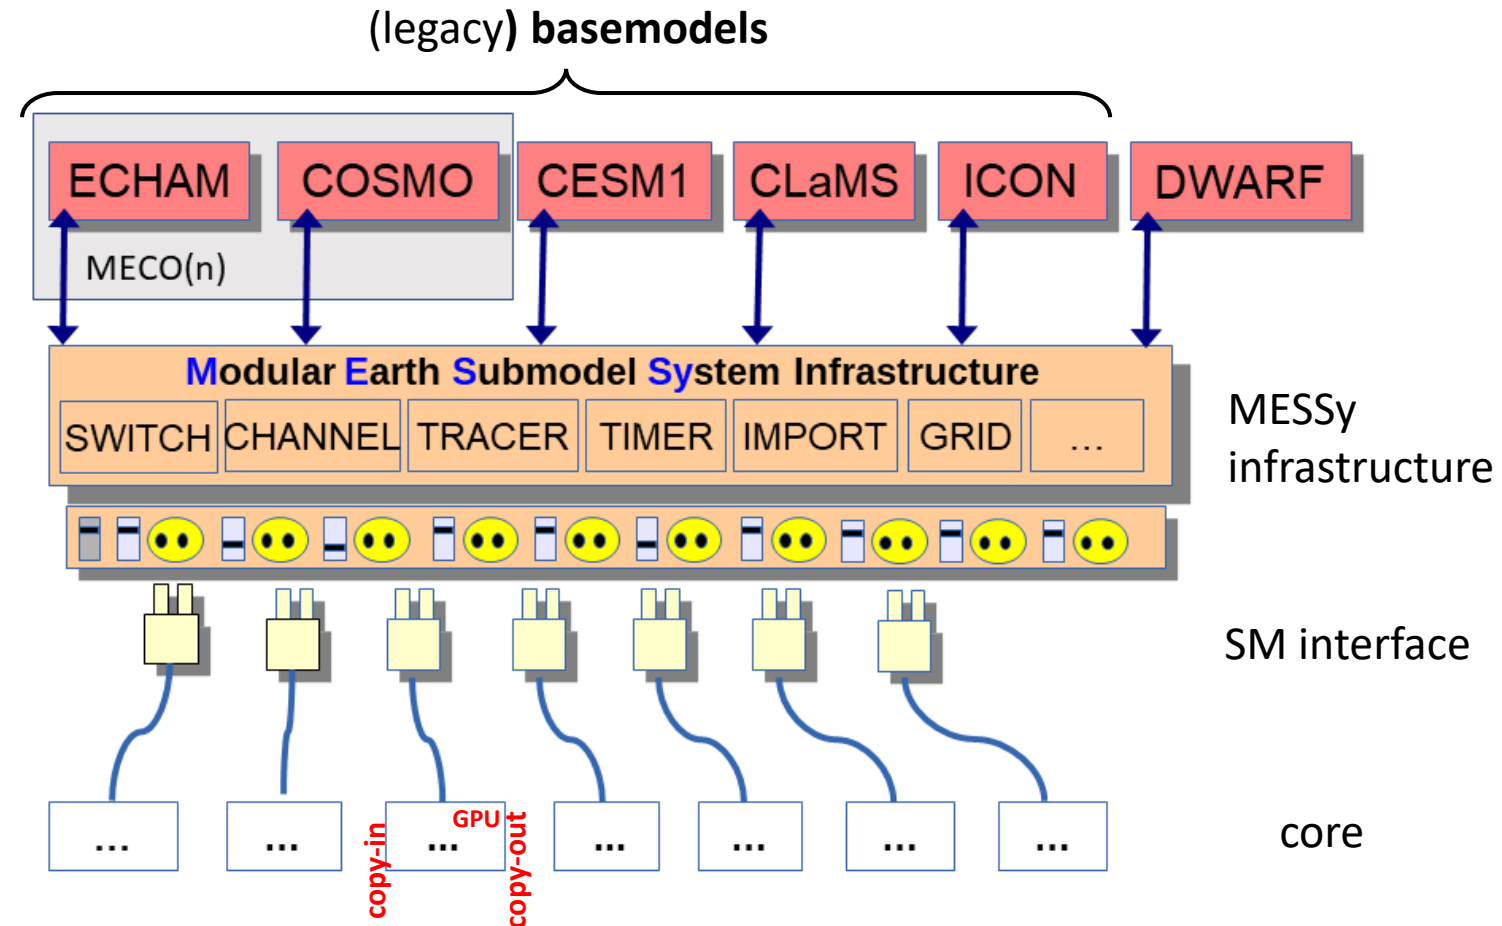 (legacy) basemodels
ECHAM COSMO CESM1 CLaMS ICON DWARF
MECO(n)
Modular Earth Submodel System Infrastructure
SWITCH CHANNEL TRACER TIMER IMPORT GRID ...
MESSy
infrastructure
SM interface
... ... copy-in ... GPU copy-out ... ... ... ...
core